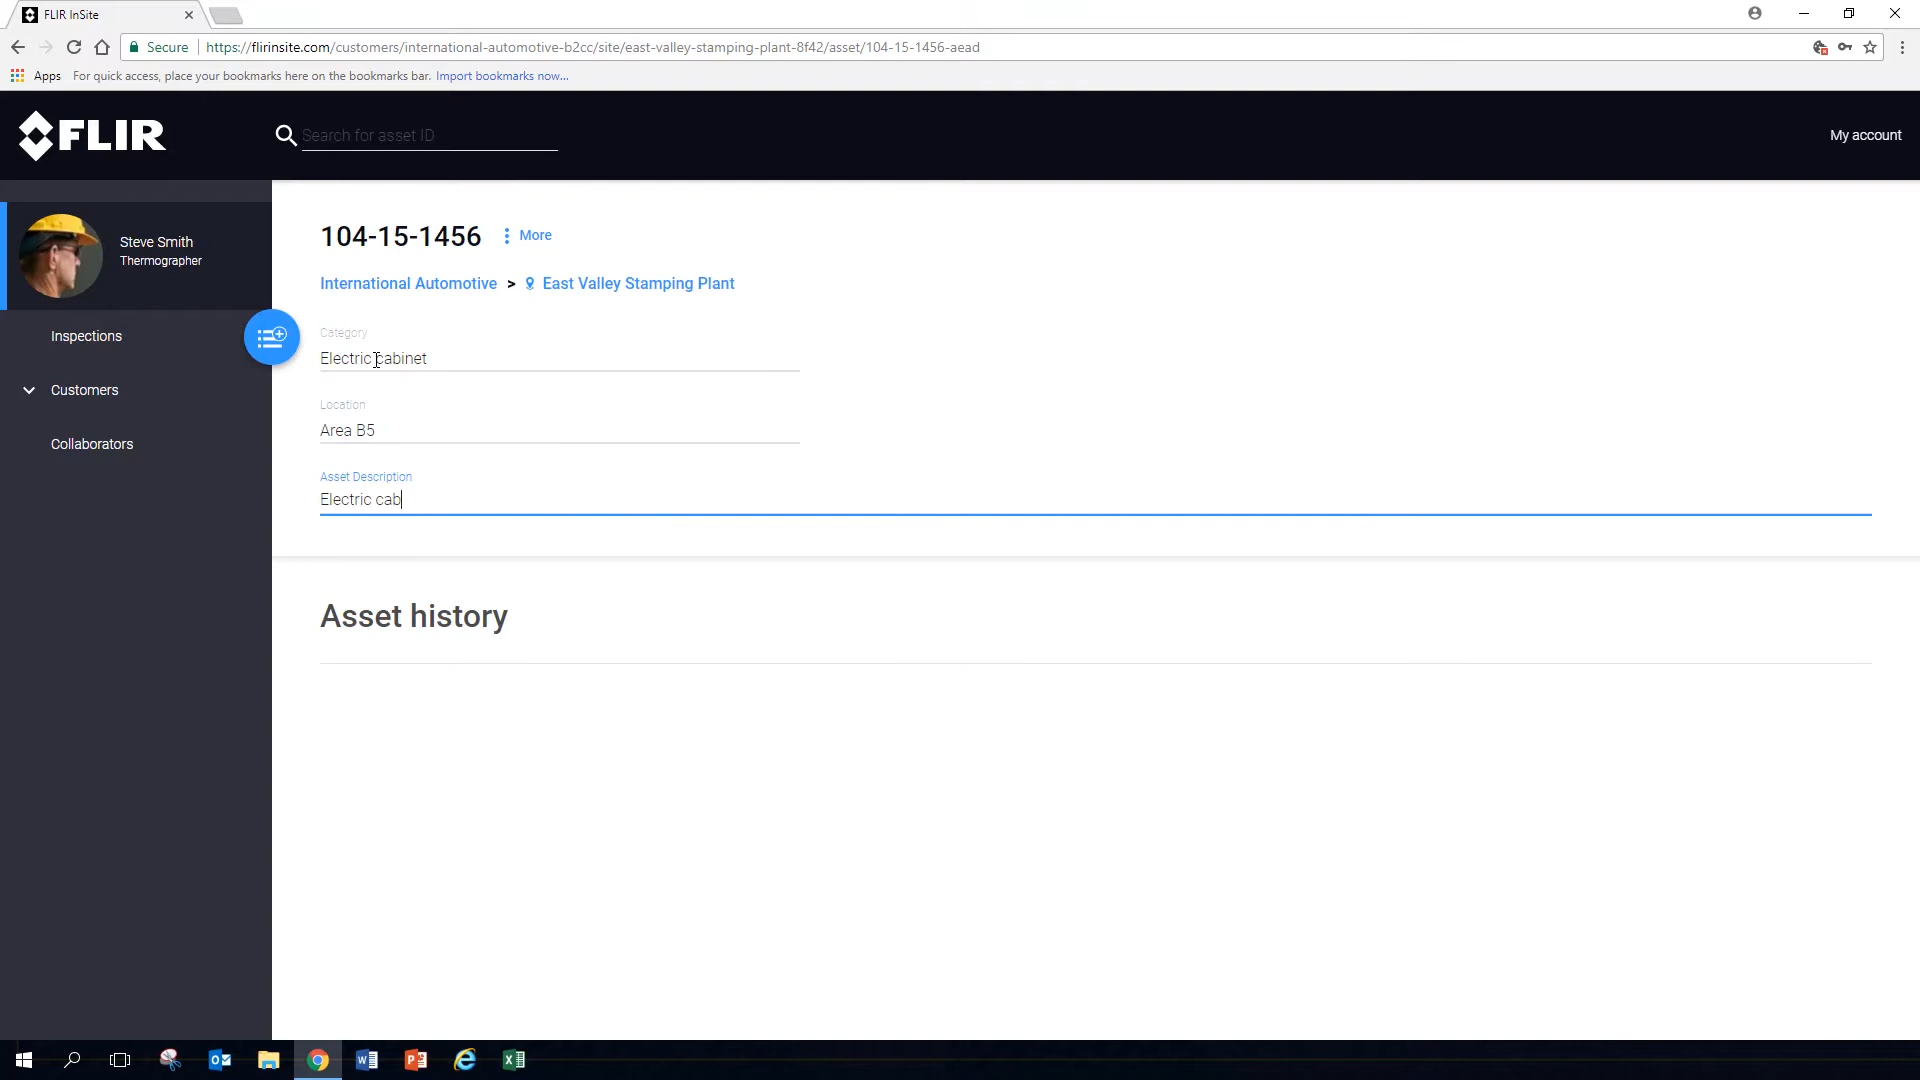 FLIR InSite
Secure
https://flirinsite.com/customers/international-automotive-b2cc/site/east-valley-stamping-plant-8f42/asset/104-15-1456-aead
Apps
For quick access, place your bookmarks here on the bookmarks bar.
Import bookmarks now...
FLIR
Search for asset ID
My account
Steve Smith
Thermographer
Inspections
Customers
Collaborators
104-15-1456
More
International Automotive > East Valley Stamping Plant
Category
Electric cabinet
Location
Area B5
Asset Description
Electric cab
Asset history